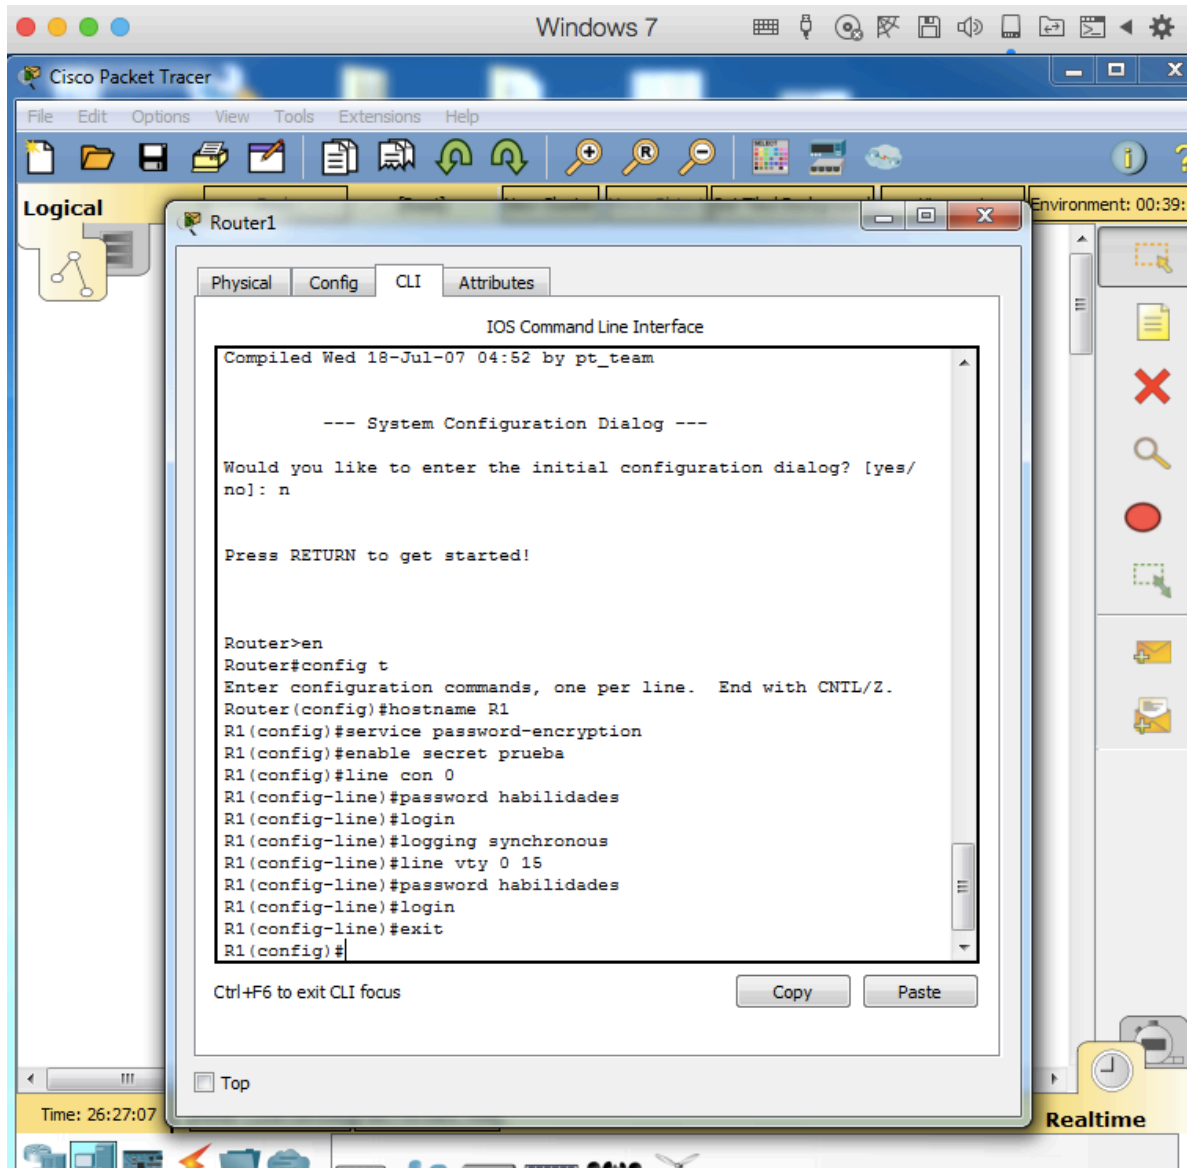 Windows 7
Cisco Packet Tracer
File Edit Options View Tools Extensions Help
Logical
Environment: 00:39:
Router1
Physical Config CLI Attributes
IOS Command Line Interface
Compiled Wed 18-Jul-07 04:52 by pt_team
--- System Configuration Dialog ---
Would you like to enter the initial configuration dialog? [yes/
no]: n
Press RETURN to get started!
Router>en
Router#config t
Enter configuration commands, one per line.  End with CNTL/Z.
Router(config)#hostname R1
R1(config)#service password-encryption
R1(config)#enable secret prueba
R1(config)#line con 0
R1(config-line)#password habilidades
R1(config-line)#login
R1(config-line)#logging synchronous
R1(config-line)#line vty 0 15
R1(config-line)#password habilidades
R1(config-line)#login
R1(config-line)#exit
R1(config)#
Ctrl+F6 to exit CLI focus
Copy Paste
Top
Time: 26:27:07
Realtime